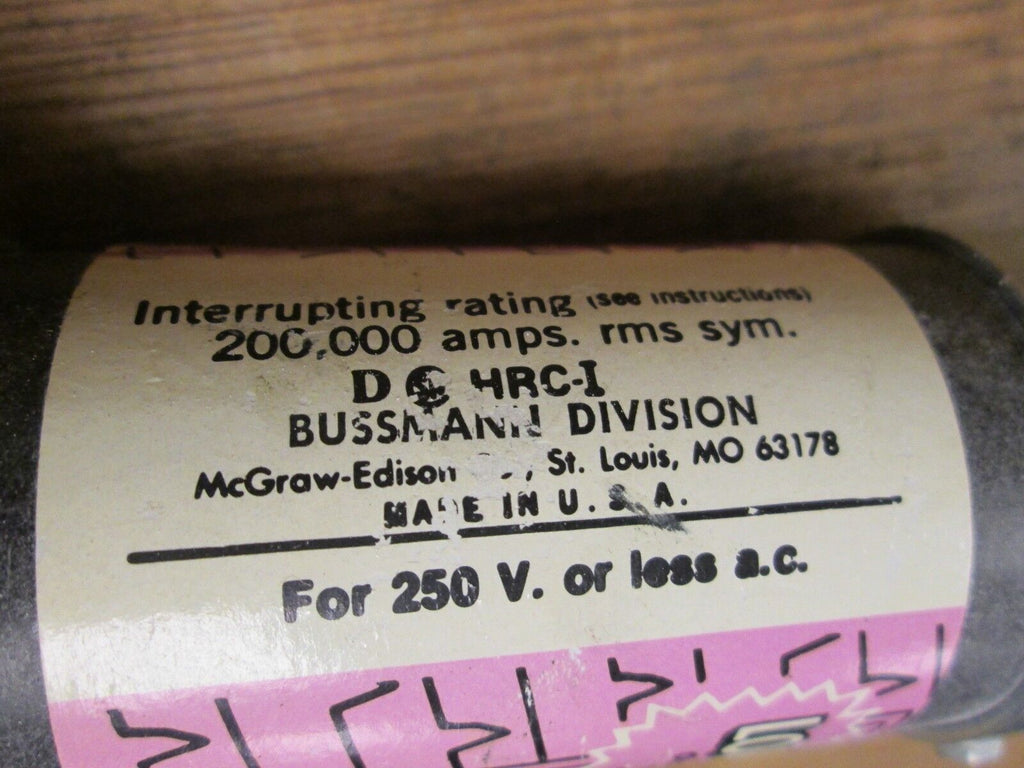 Interrupting rating (see instructions)
200,000 amps. rms sym.
D HRC-I
BUSSMANN DIVISION
McGraw-Edison , St. Louis, MO 63178
MADE IN U.S.A.
For 250 V. or less a.c.